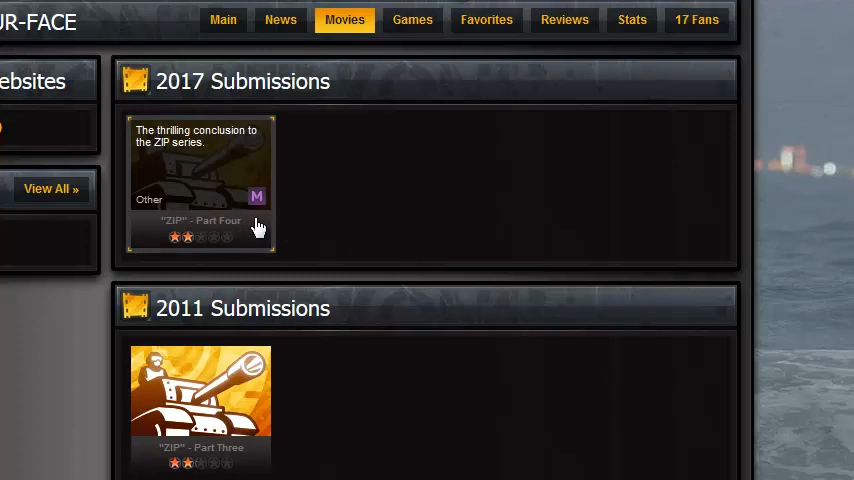 UR-FACE
Main News Movies Games Favorites Reviews Stats 17 Fans
ebsites
2017 Submissions
The thrilling conclusion to
the ZIP series.
View All »
Other
M
"ZIP" - Part Four
2011 Submissions
"ZIP" - Part Three